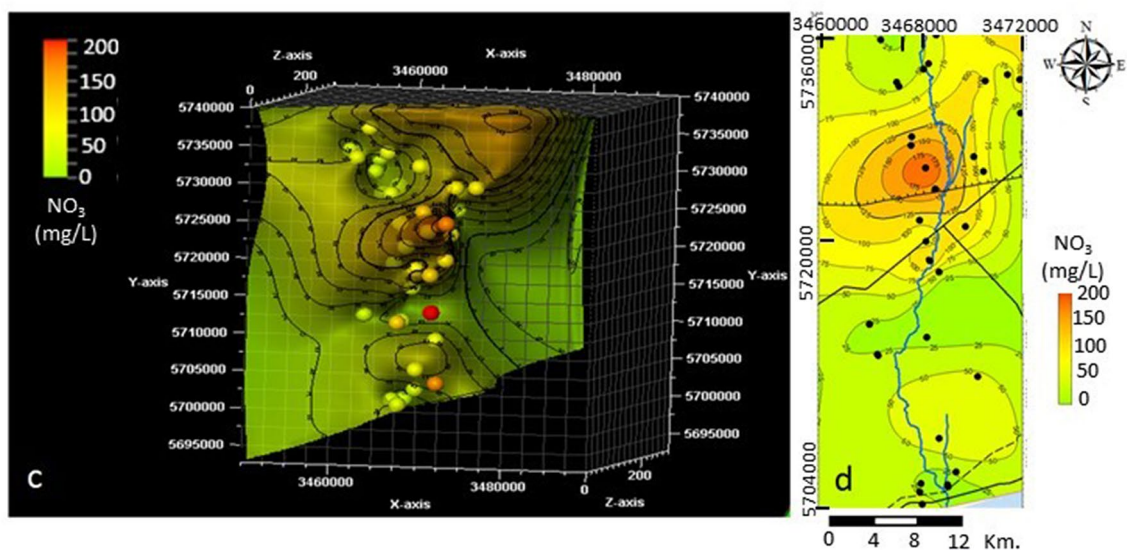 200
150
100
50
0
NO3
(mg/L)
Z-axis
200
0
X-axis
3460000
3480000
5740000
5735000
5730000
5725000
5720000
5715000
5710000
5705000
5700000
5695000
Y-axis
5740000
5735000
5730000
5725000
5720000
5715000
5710000
5705000
5700000
5695000
Y-axis
3460000
3480000
X-axis
0
200
Z-axis
c
3460000
3468000
3472000
5736000
5720000
5704000
d
N
W
E
S
NO3
(mg/L)
200
150
100
50
0
0 4 8 12 Km.